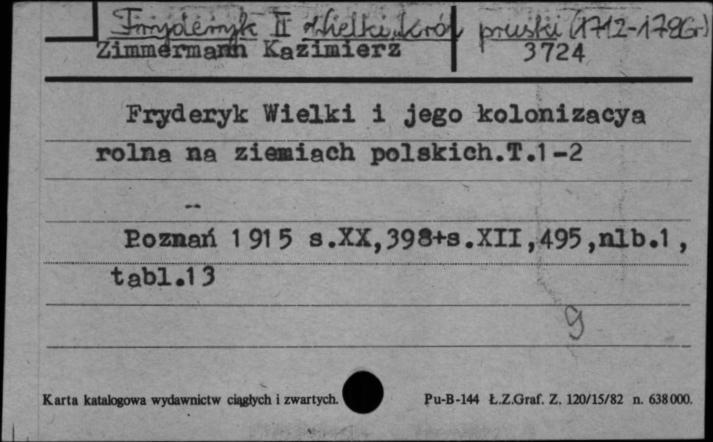 Fryderyk II Wielki, król pruski (1712-1786r)
Zimmermann Kazimierz 3724
Fryderyk Wielki i jego kolonizacya
rolna na ziemiach polskich.T.1-2
--
Poznań 1915 s.XX,398+s.XII,495,nlb.1,
tabl.13
g
Karta katalogowa wydawnictw ciągłych i zwartych. Pu-B-144 Ł.Z.Graf. Z. 120/15/82 n. 638000.